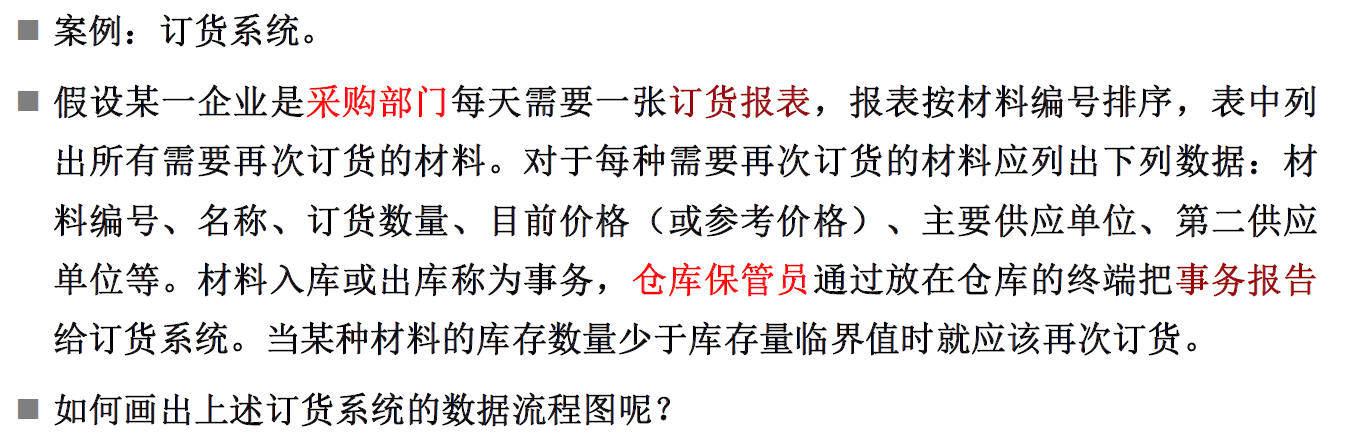 案例：订货系统。
假设某一企业是采购部门每天需要一张订货报表，报表按材料编号排序，表中列
出所有需要再次订货的材料。对于每种需要再次订货的材料应列出下列数据：材
料编号、名称、订货数量、目前价格（或参考价格）、主要供应单位、第二供应
单位等。材料入库或出库称为事务，仓库保管员通过放在仓库的终端把事务报告
给订货系统。当某种材料的库存数量少于库存量临界值时就应该再次订货。
如何画出上述订货系统的数据流程图呢？